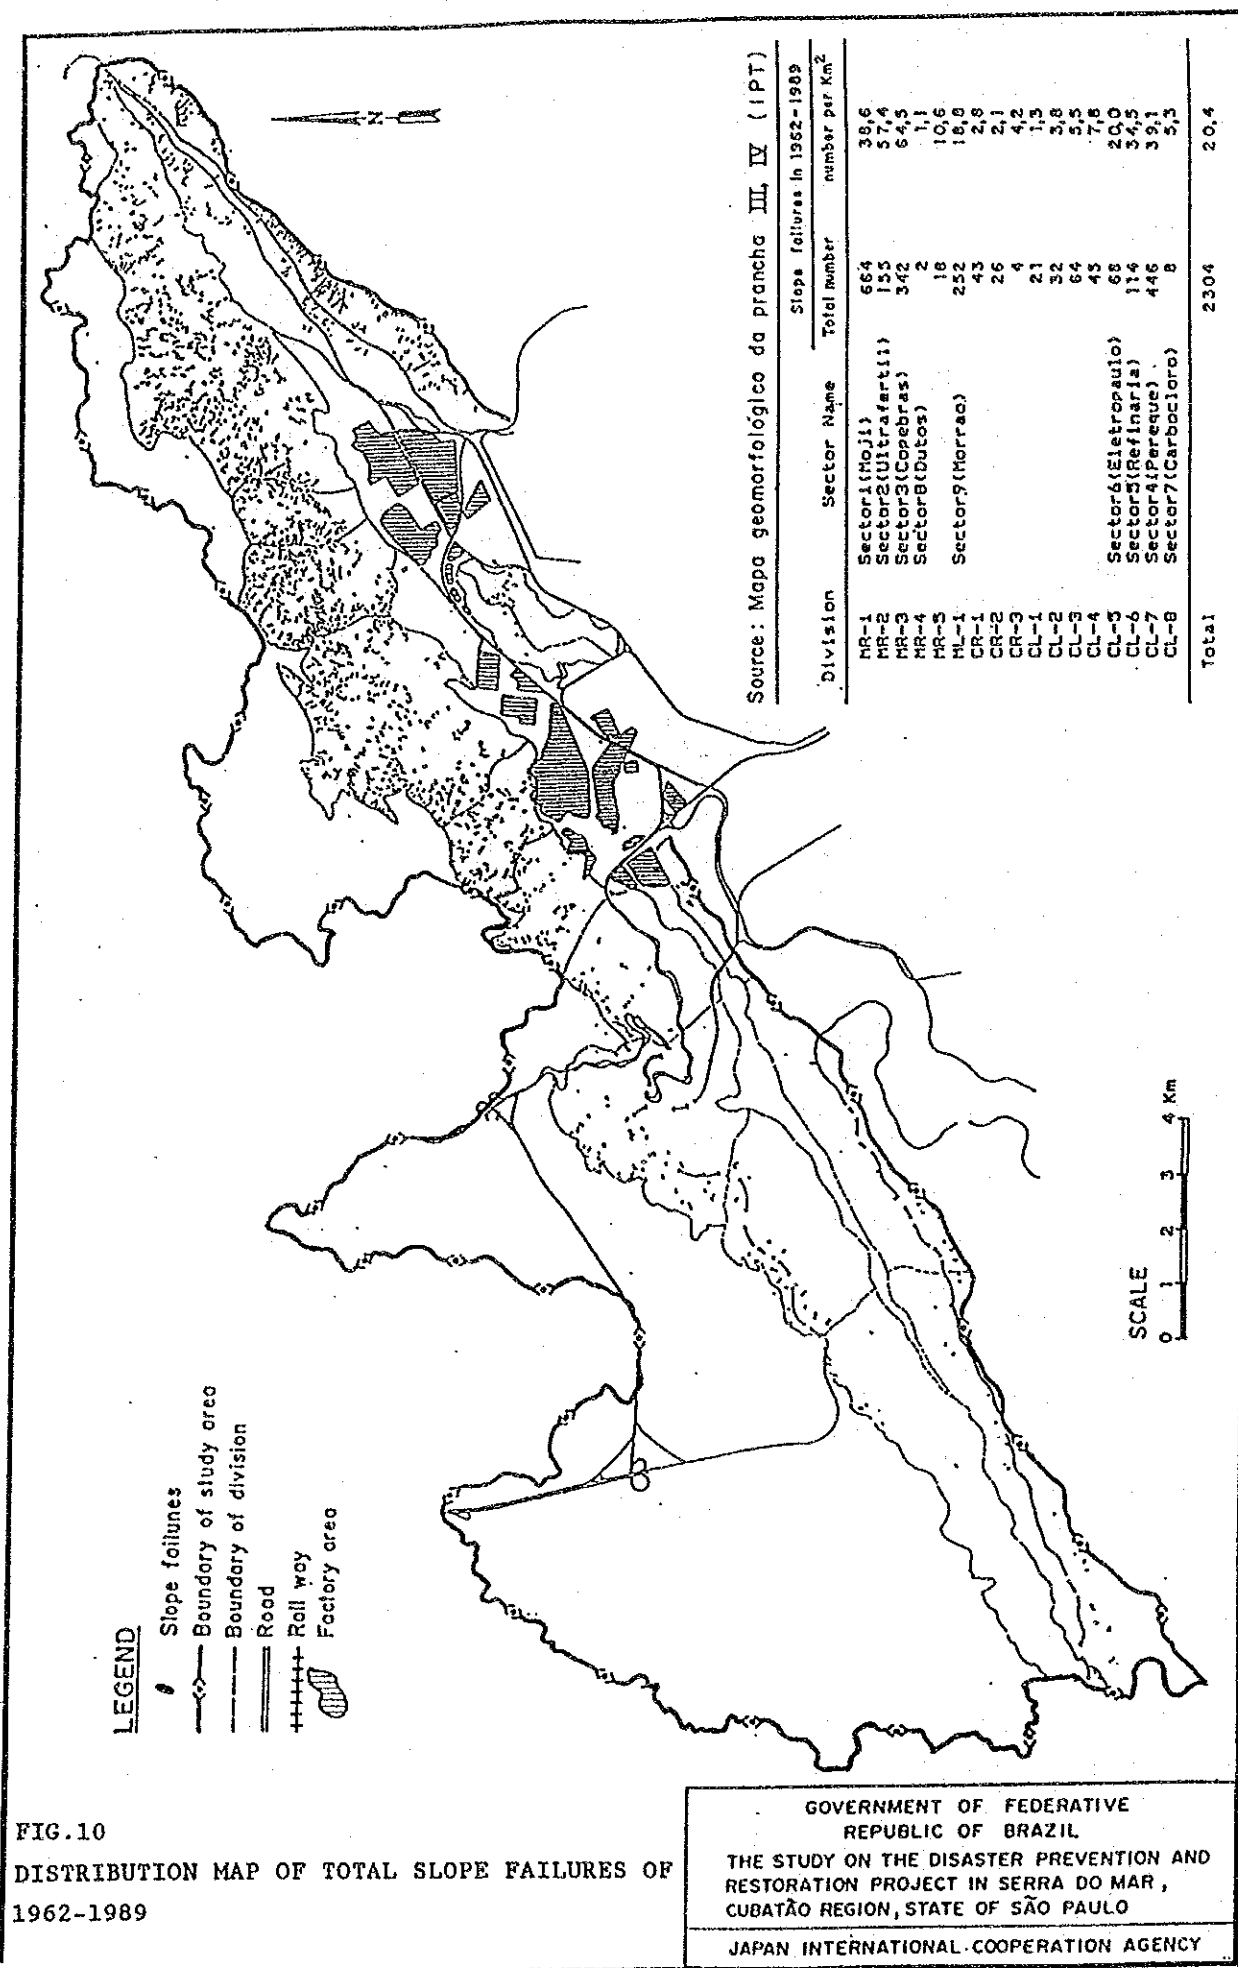 Source: Mapa geomorfológico da prancha III, IV (IPT)
Slope failures in 1962-1989
Division Sector Name Total number number per Km²
MR-1 Sector1(Moji) 664 38,6
MR-2 Sector2(Ultrafertil) 155 57,4
MR-3 Sector3(Copebras) 342 64,5
MR-4 Sector8(Dutos) 2 1,1
MR-5 18 10,6
ML-1 Sector9(Morrao) 252 18,8
CR-1 43 2,8
CR-2 26 2,1
CR-3 4 4,2
CL-1 21 1,5
CL-2 32 3,8
CL-3 64 5,5
CL-4 45 7,8
CL-5 Sector6(Eletropaulo) 68 20,0
CL-6 Sector5(Refinaria) 114 34,5
CL-7 Sector4(Pereque) 446 39,1
CL-8 Sector7(Carbocloro) 8 5,3
Total 2304 20,4
N
SCALE
0 1 2 3 4 Km
LEGEND
Slope failunes
Boundary of study area
Boundary of division
Road
Rail way
Factory area
FIG.10
DISTRIBUTION MAP OF TOTAL SLOPE FAILURES OF
1962-1989
GOVERNMENT OF FEDERATIVE
REPUBLIC OF BRAZIL
THE STUDY ON THE DISASTER PREVENTION AND
RESTORATION PROJECT IN SERRA DO MAR,
CUBATÃO REGION, STATE OF SÃO PAULO
JAPAN INTERNATIONAL COOPERATION AGENCY